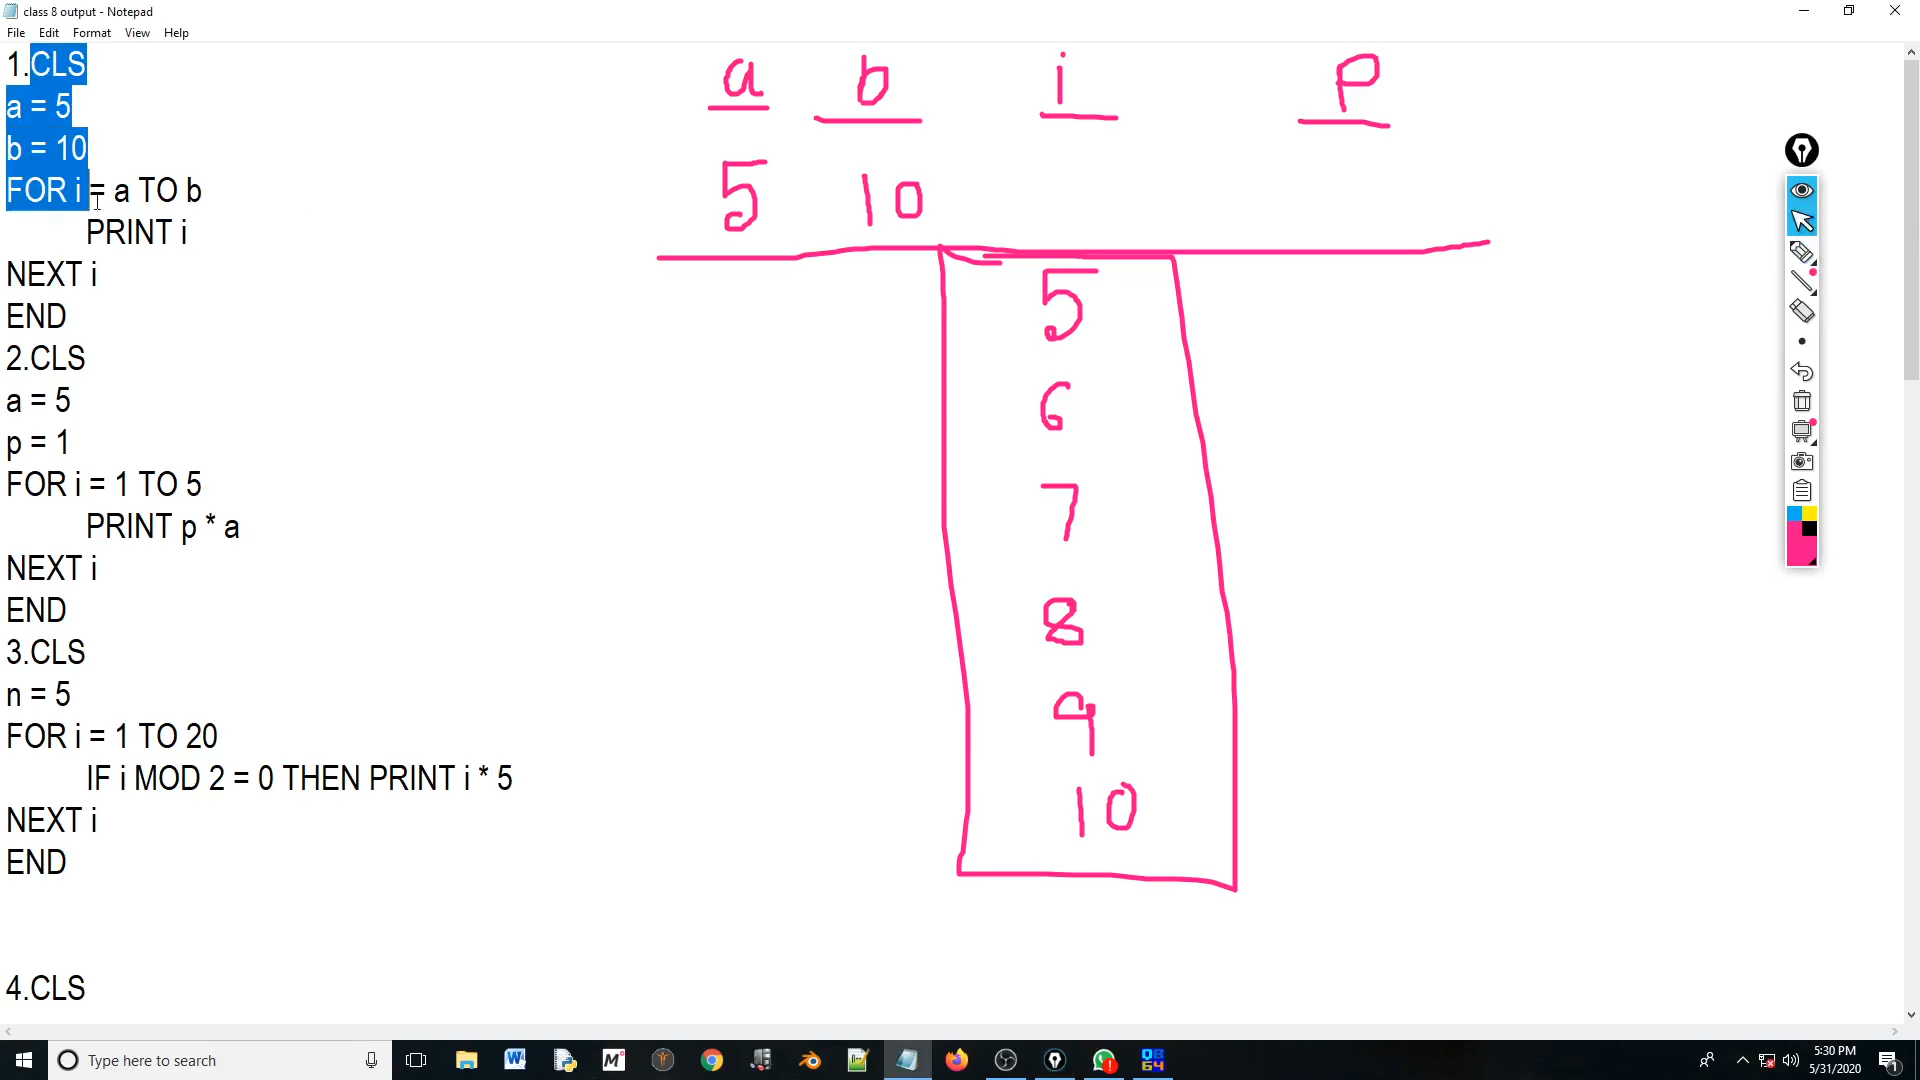 class 8 output - Notepad
File Edit Format View Help
1.CLS
a = 5
b = 10
FOR i = a TO b
PRINT i
NEXT i
END
2.CLS
a = 5
p = 1
FOR i = 1 TO 5
PRINT p * a
NEXT i
END
3.CLS
n = 5
FOR i = 1 TO 20
IF i MOD 2 = 0 THEN PRINT i * 5
NEXT i
END
4.CLS
a b i P
5 10
5
6
7
8
9
10
Type here to search
QB
64
5:30 PM
5/31/2020
1